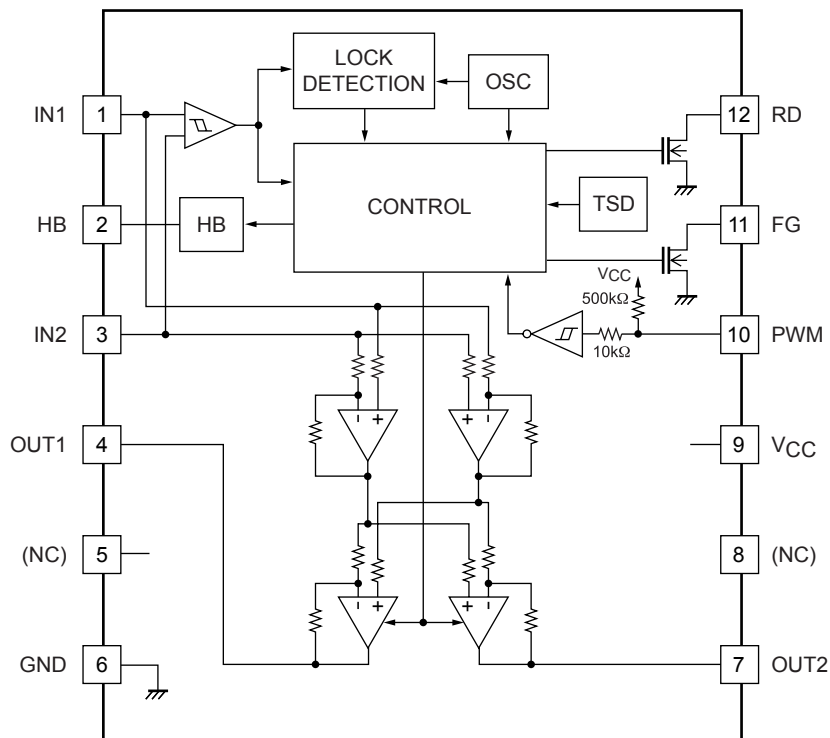 LOCK
DETECTION
OSC
IN1
1
12
RD
CONTROL
HB
2
HB
TSD
11
FG
VCC
500kΩ
IN2
3
10kΩ
10
PWM
− +
+ −
OUT1
4
9
VCC
(NC)
5
8
(NC)
− +
+ −
GND
6
7
OUT2